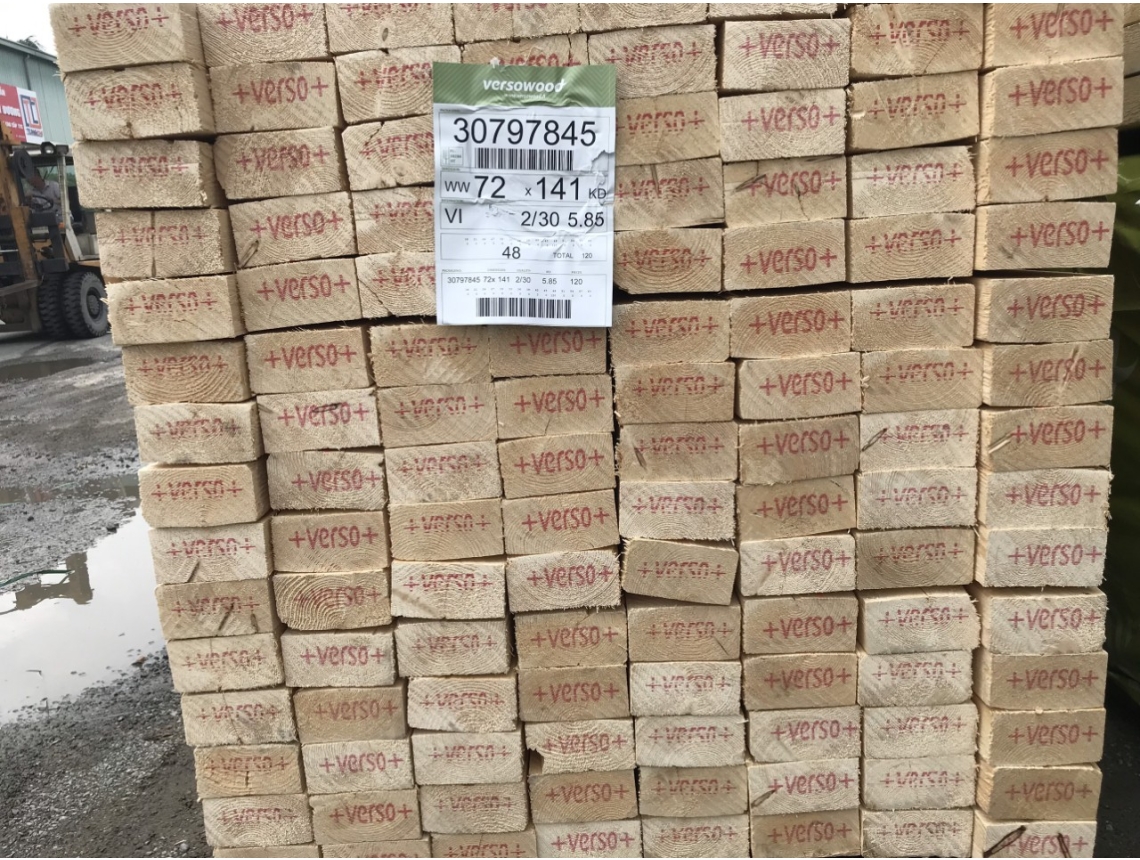 versowood
30797845
WW 72 x 141 KD
VI 2/30 5.85
48 TOTAL 120
30797845 72x 141 2/30 5.85 120
+verso+